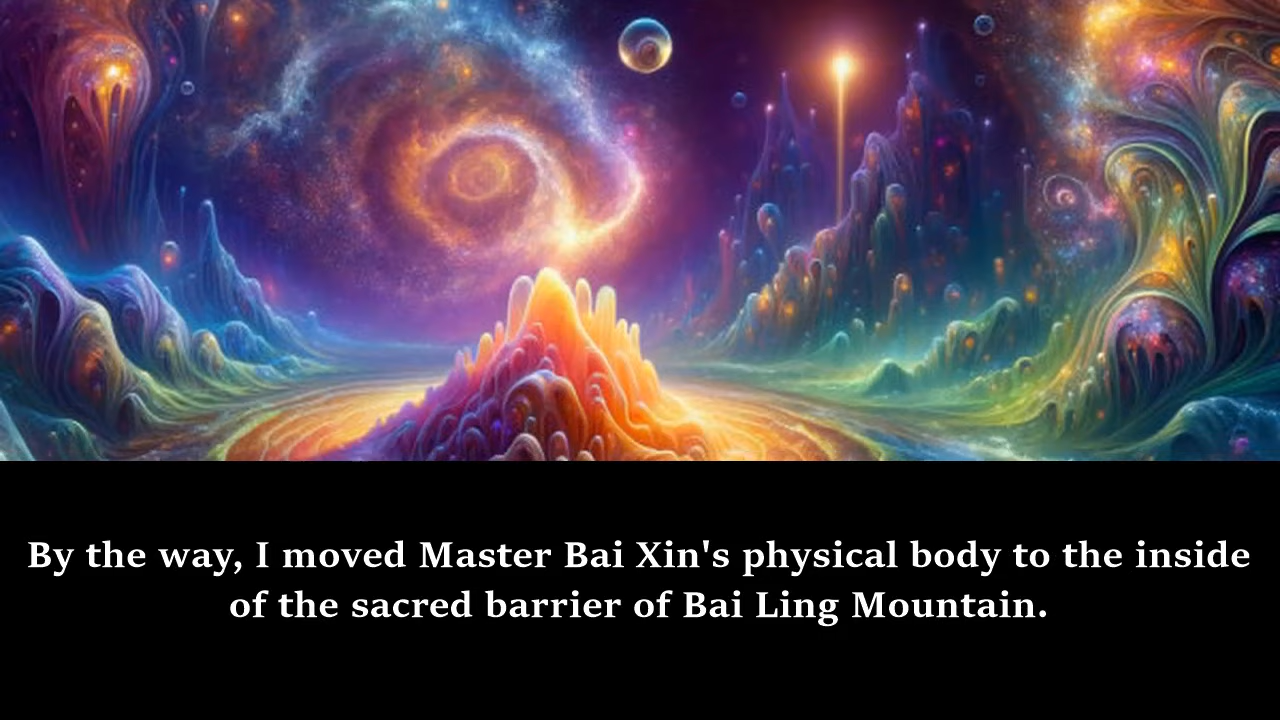 By the way, I moved Master Bai Xin's physical body to the inside
of the sacred barrier of Bai Ling Mountain.